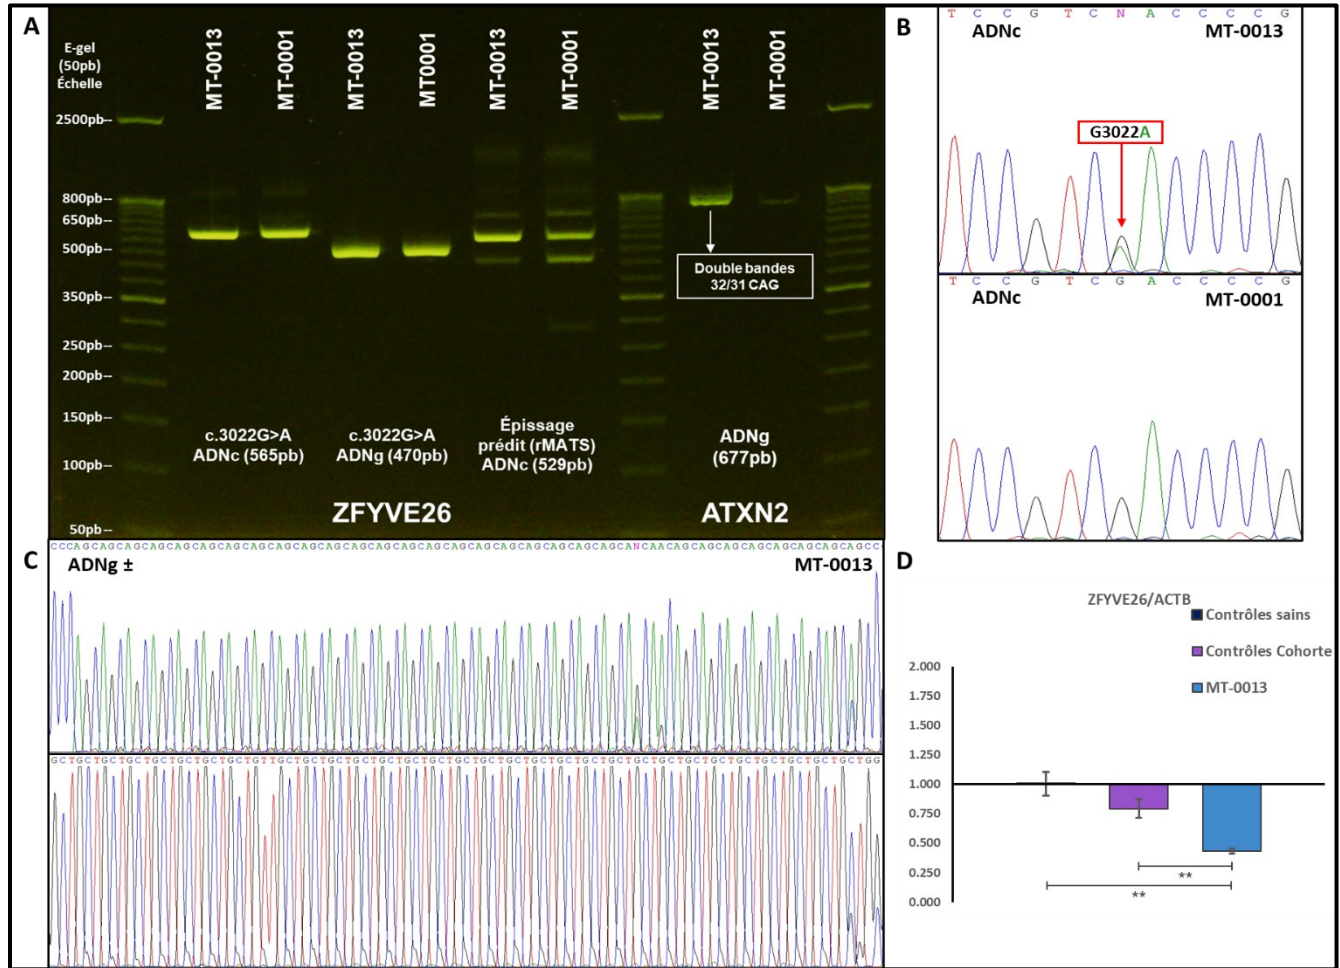 A
E-gel
(50pb)
Échelle
MT-0013
MT-0001
MT-0013
MT0001
MT-0013
MT-0001
MT-0013
MT-0001
2500pb--
800pb--
650pb--
500pb--
350pb--
250pb--
200pb--
150pb--
100pb--
50pb--
Double bandes
32/31 CAG
c.3022G>A
ADNc (565pb)
c.3022G>A
ADNg (470pb)
Épissage
prédit (rMATS)
ADNc (529pb)
ADNg
(677pb)
ZFYVE26
ATXN2
B
T C C G T C N A C C C C G
ADNc
MT-0013
G3022A
T C C G T C G A C C C C G
ADNc
MT-0001
C
ADNg ±
MT-0013
D
ZFYVE26/ACTB
Contrôles sains
Contrôles Cohorte
MT-0013
2.000
1.750
1.500
1.250
1.000
0.750
0.500
0.250
0.000
**
**